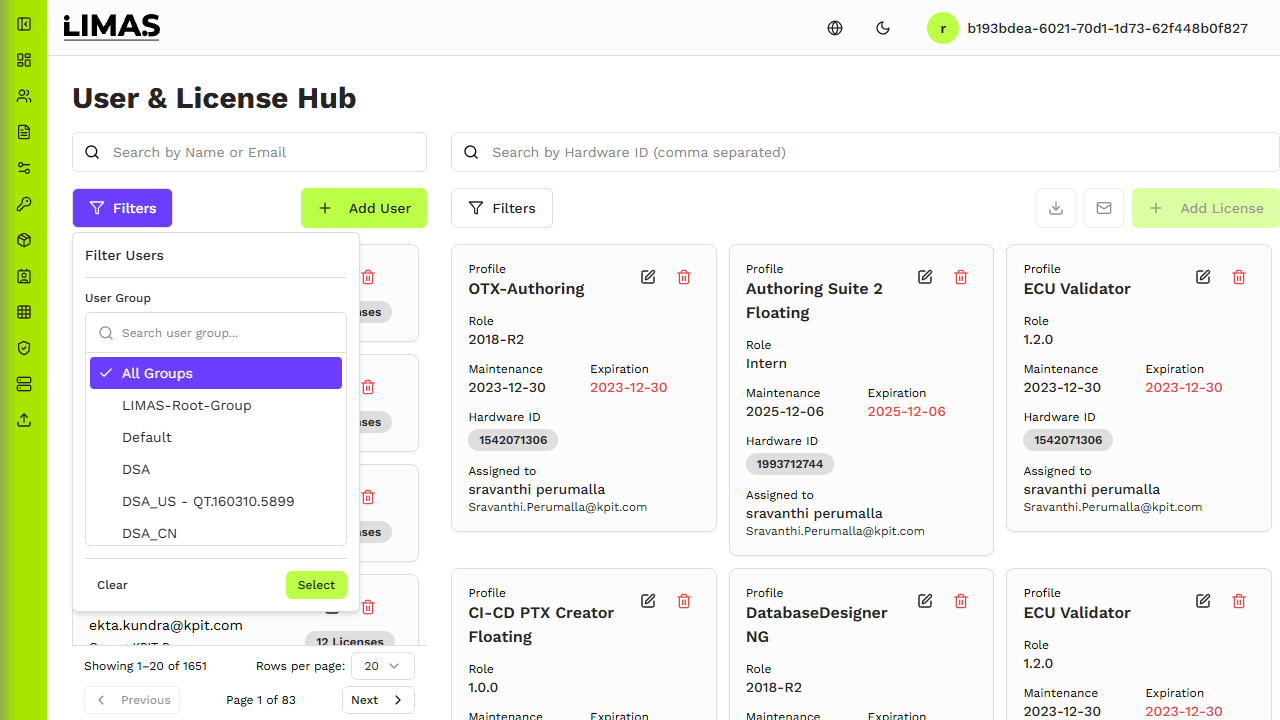 LIMAS
r
b193bdea-6021-70d1-1d73-62f448b0f827
User & License Hub
Search by Name or Email
Filters
Add User
Filter Users
User Group
Search user group...
All Groups
LIMAS-Root-Group
Default
DSA
DSA_US - QT.160310.5899
DSA_CN
Clear
Select
ekta.kundra@kpit.com
12 Licenses
Showing 1–20 of 1651
Rows per page:
20
Previous
Page 1 of 83
Next
Search by Hardware ID (comma separated)
Filters
Add License
Profile
OTX-Authoring
Role
2018-R2
Maintenance
Expiration
2023-12-30
2023-12-30
Hardware ID
1542071306
Assigned to
sravanthi perumalla
Sravanthi.Perumalla@kpit.com
Profile
Authoring Suite 2
Floating
Role
Intern
Maintenance
Expiration
2025-12-06
2025-12-06
Hardware ID
1993712744
Assigned to
sravanthi perumalla
Sravanthi.Perumalla@kpit.com
Profile
ECU Validator
Role
1.2.0
Maintenance
Expiration
2023-12-30
2023-12-30
Hardware ID
1542071306
Assigned to
sravanthi perumalla
Sravanthi.Perumalla@kpit.com
Profile
CI-CD PTX Creator
Floating
Role
1.0.0
Maintenance
Expiration
Profile
DatabaseDesigner
NG
Role
2018-R2
Maintenance
Expiration
Profile
ECU Validator
Role
1.2.0
Maintenance
Expiration
2023-12-30
2023-12-30